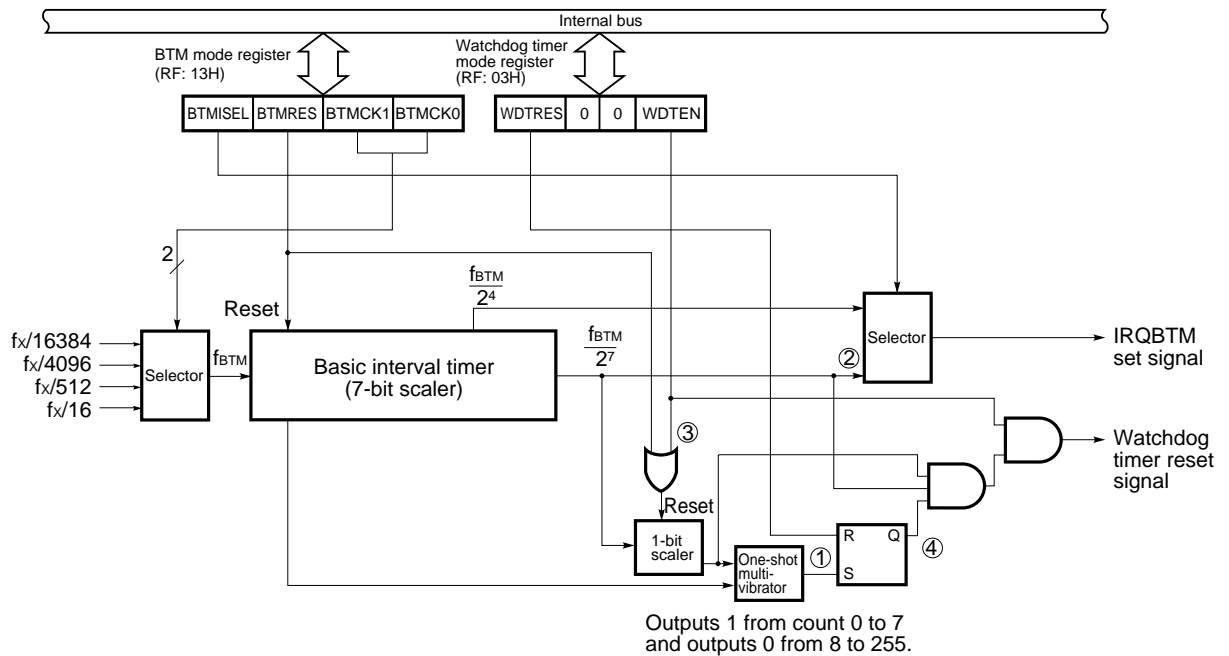 Internal bus
BTM mode register
(RF: 13H)
Watchdog timer
mode register
(RF: 03H)
BTMISEL BTMRES BTMCK1 BTMCK0
WDTRES 0 0 WDTEN
2
Reset
fBTM
2⁴
fX/16384
fX/4096
fX/512
fX/16
Selector
fBTM
Basic interval timer
(7-bit scaler)
fBTM
2⁷
②
Selector
IRQBTM
set signal
③
Reset
1-bit
scaler
One-shot
multi-
vibrator
①
R Q
S
④
Watchdog
timer reset
signal
Outputs 1 from count 0 to 7
and outputs 0 from 8 to 255.